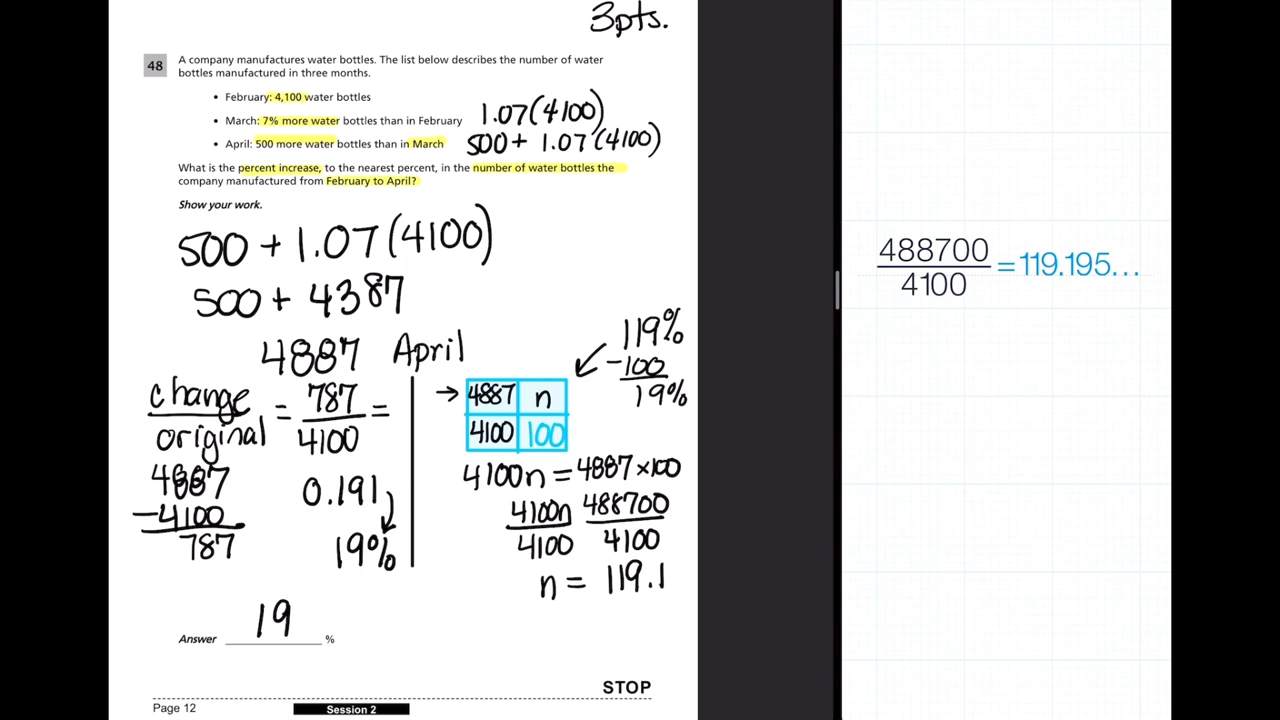 3pts.
48
A company manufactures water bottles. The list below describes the number of water
bottles manufactured in three months.
• February: 4,100 water bottles
• March: 7% more water bottles than in February 1.07(4100)
• April: 500 more water bottles than in March 500 + 1.07(4100)
What is the percent increase, to the nearest percent, in the number of water bottles the
company manufactured from February to April?
Show your work.
500 + 1.07(4100)
500 + 4387
4887 April
change/original = 787/4100 =
4887
-4100
787
0.191
19%
→ 4887 n
4100 100
119%
-100
19%
4100n = 4887×100
4100n 488700
4100 4100
n = 119.1
Answer 19 %
STOP
Page 12
Session 2
488700
4100
=119.195...